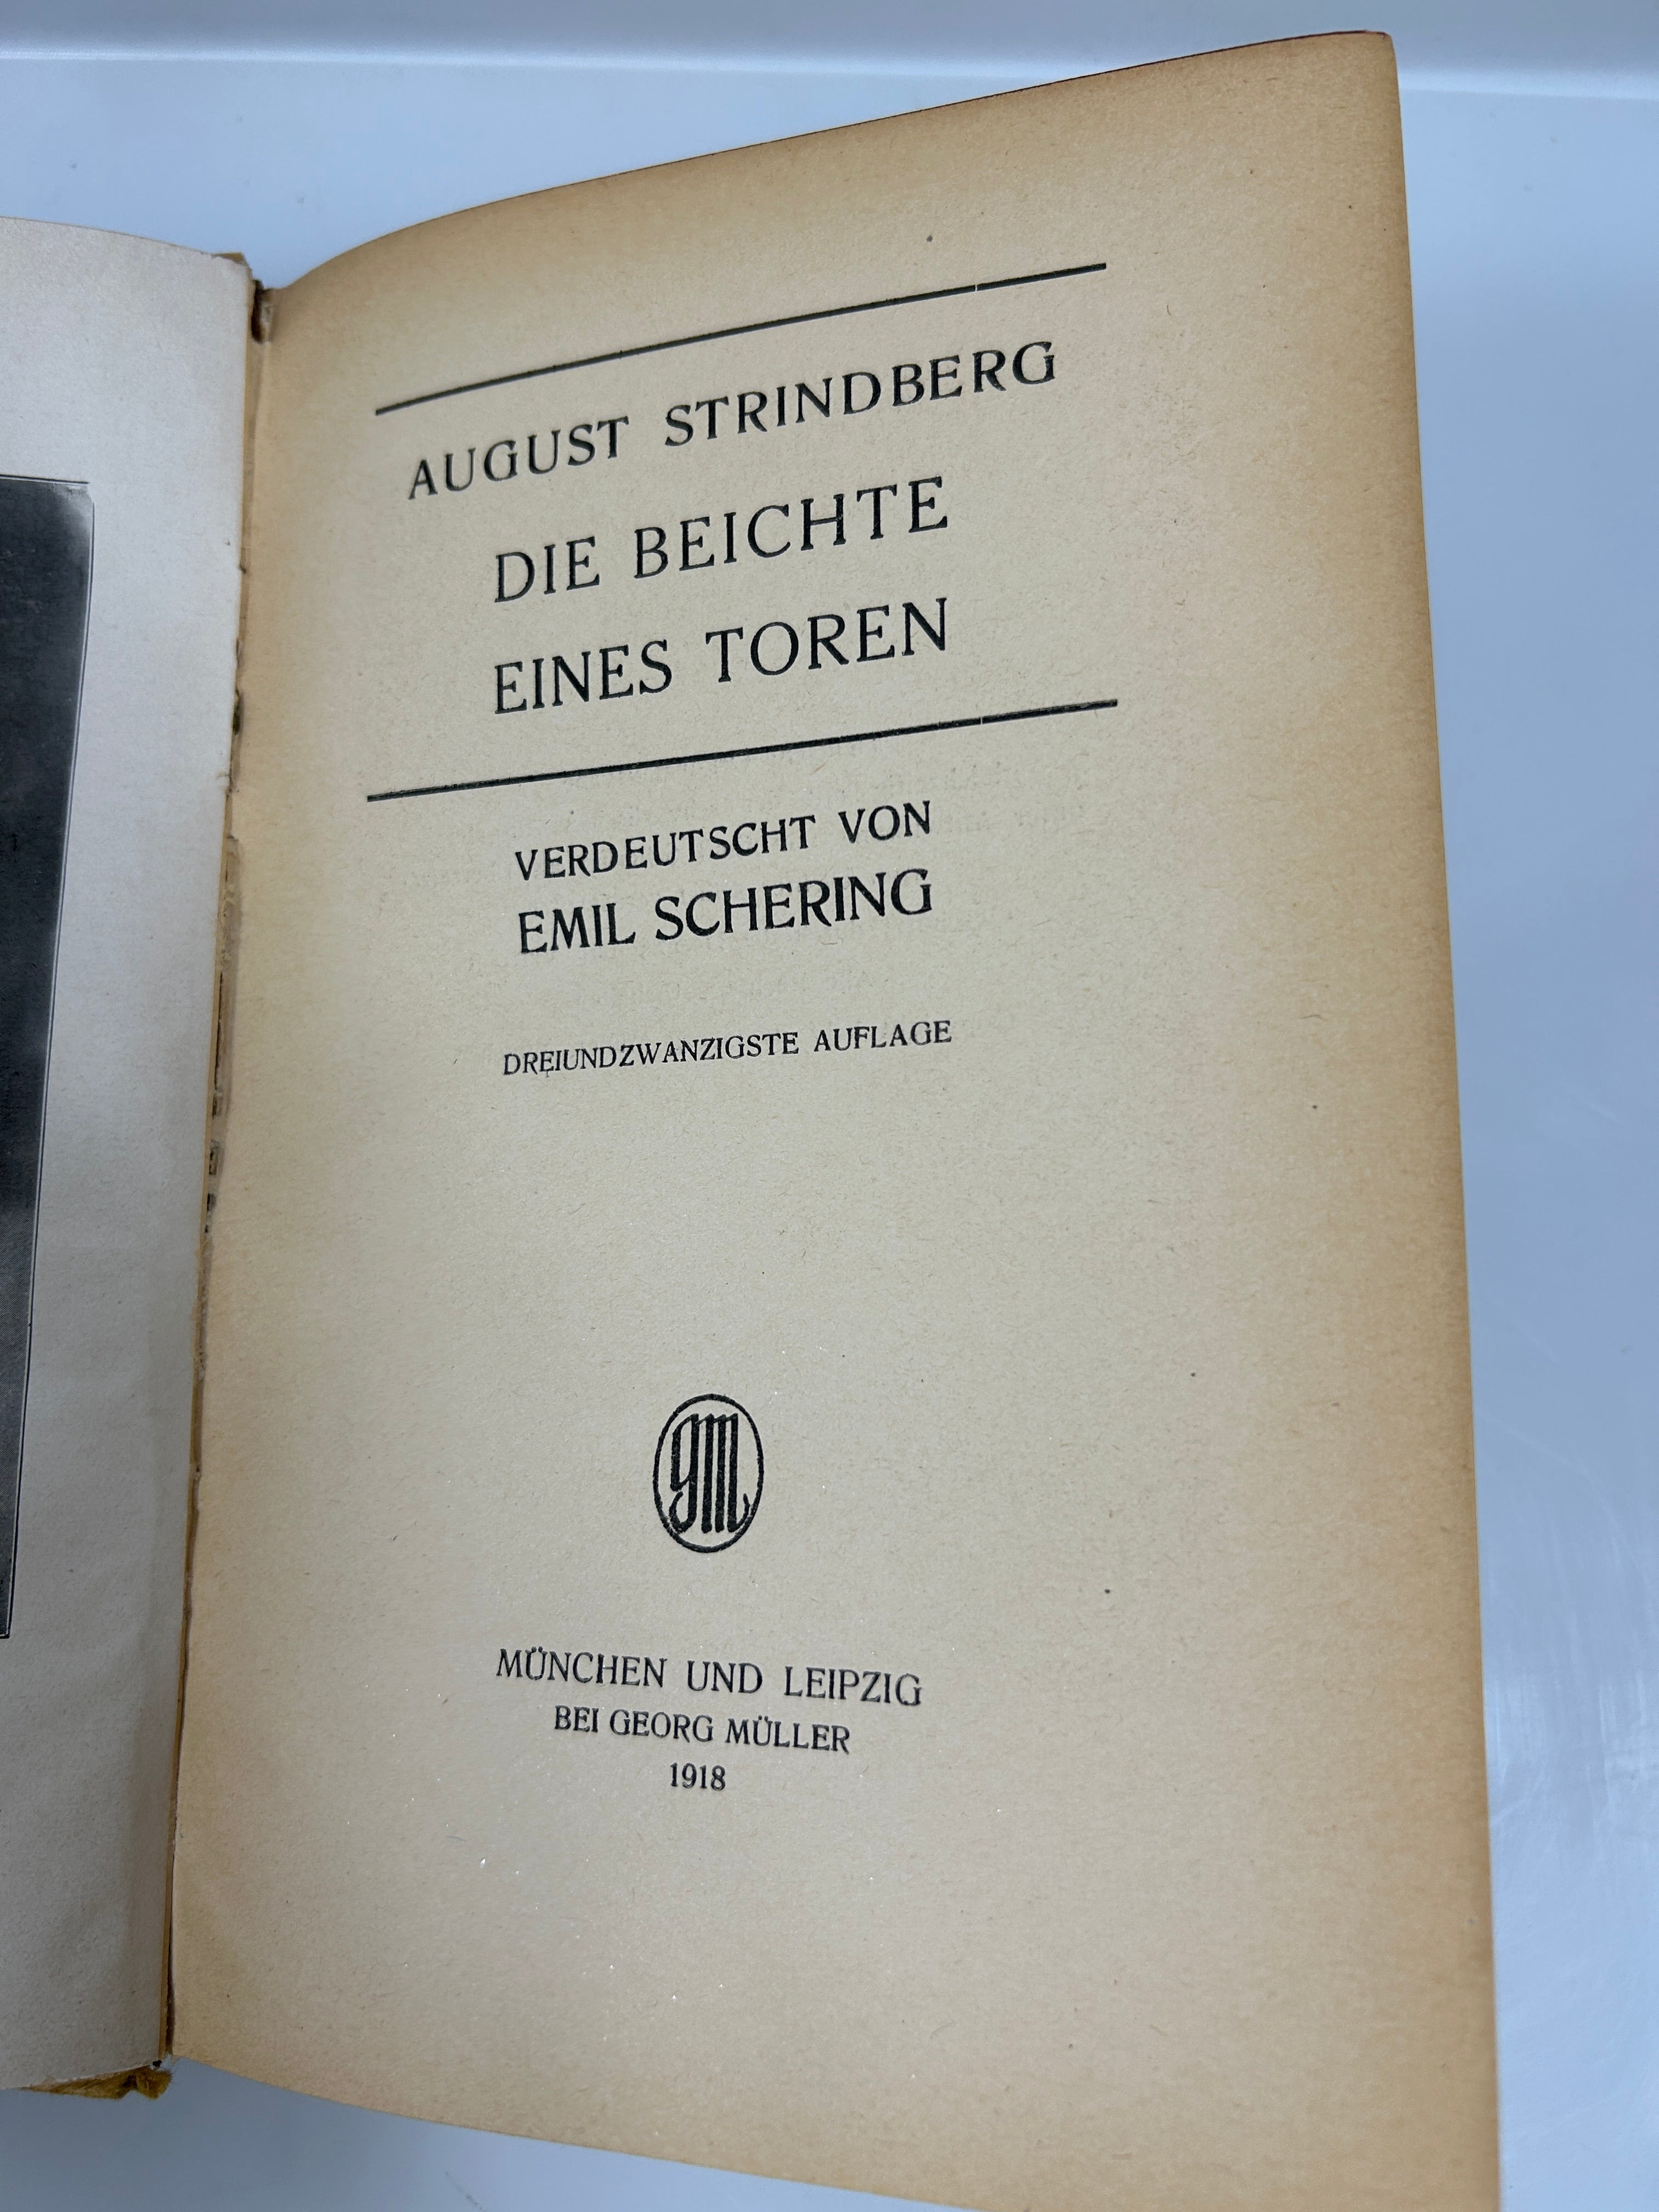 AUGUST STRINDBERG
DIE BEICHTE
EINES TOREN
VERDEUTSCHT VON
EMIL SCHERING
DREIUNDZWANZIGSTE AUFLAGE
GM
MÜNCHEN UND LEIPZIG
BEI GEORG MÜLLER
1918